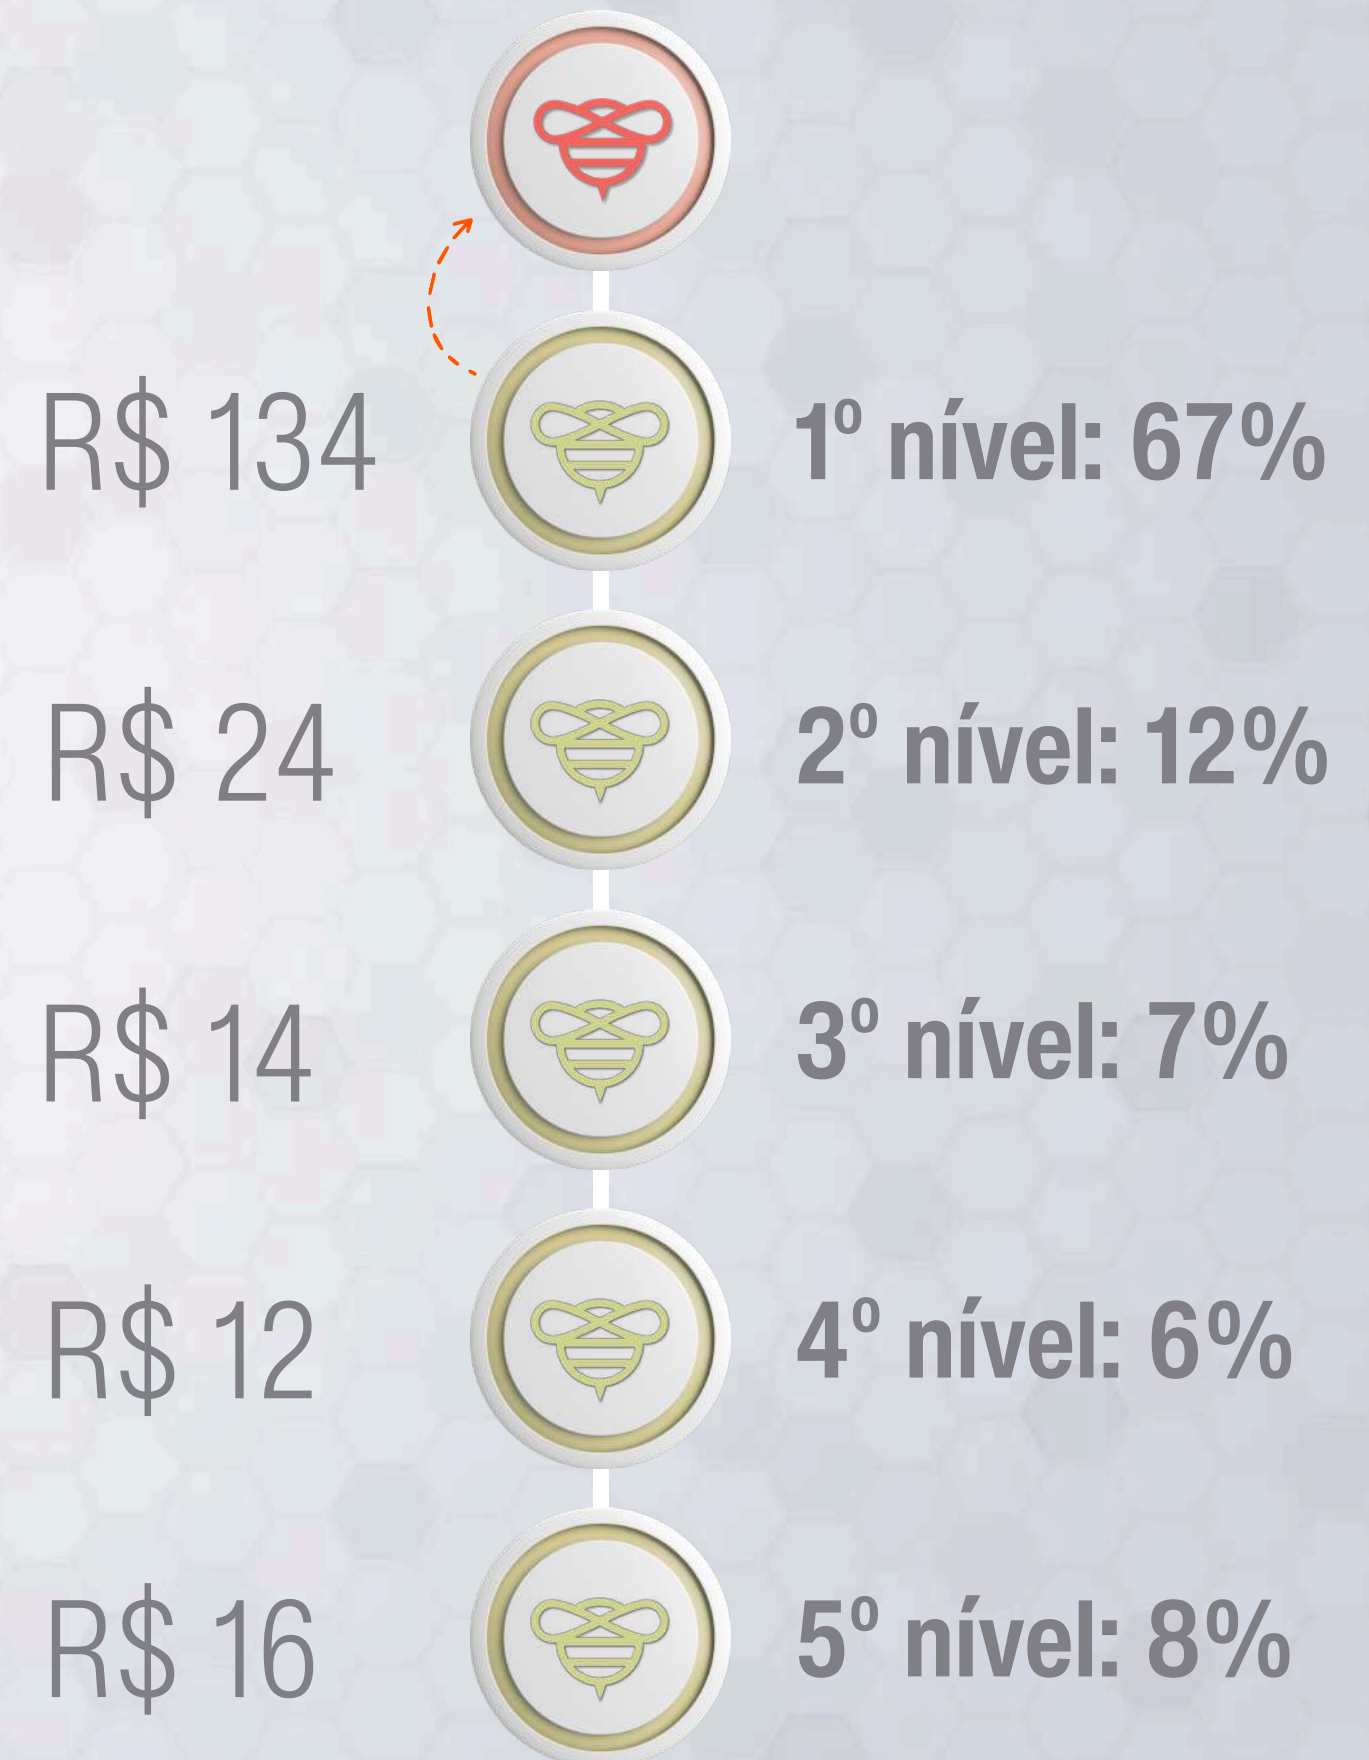 R$ 134
1º nível: 67%
R$ 24
2º nível: 12%
R$ 14
3º nível: 7%
R$ 12
4º nível: 6%
R$ 16
5º nível: 8%